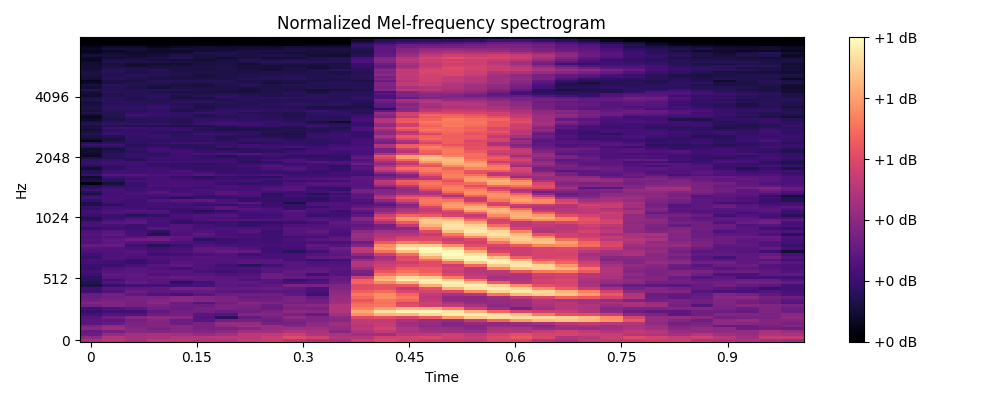 Normalized Mel-frequency spectrogram
Hz
4096
2048
1024
512
0
0 0.15 0.3 0.45 0.6 0.75 0.9
Time
+1 dB
+1 dB
+1 dB
+0 dB
+0 dB
+0 dB